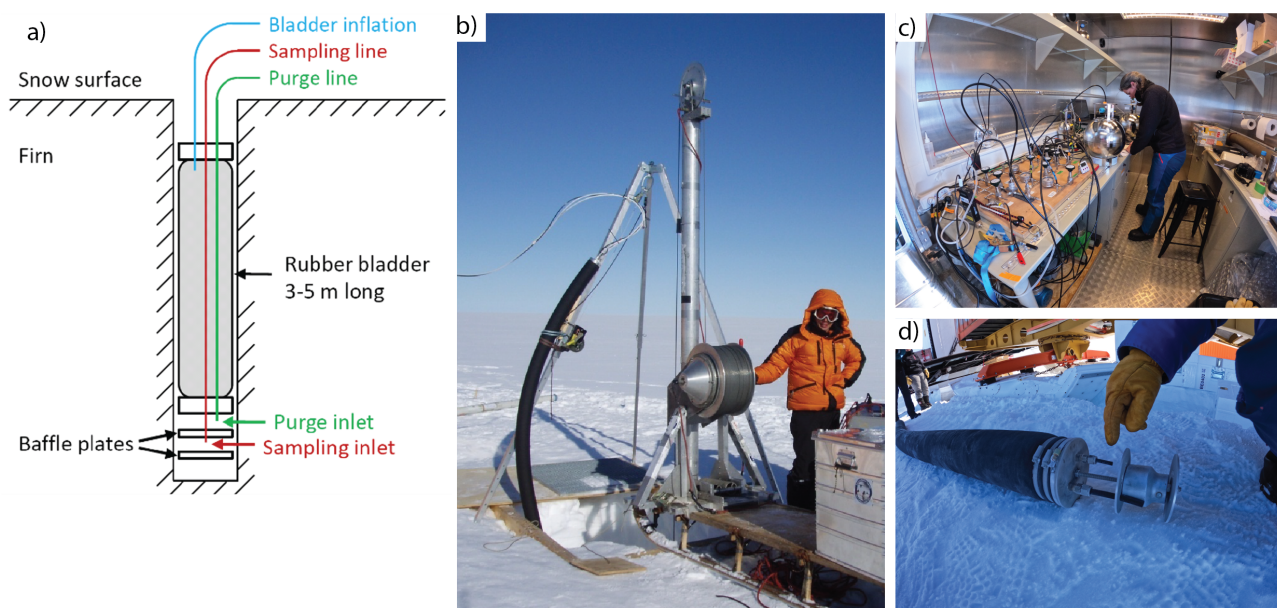 a)
Bladder inflation
Sampling line
Snow surface
Purge line
Firn
Rubber bladder
3-5 m long
Purge inlet
Baffle plates
Sampling inlet
b)
c)
d)